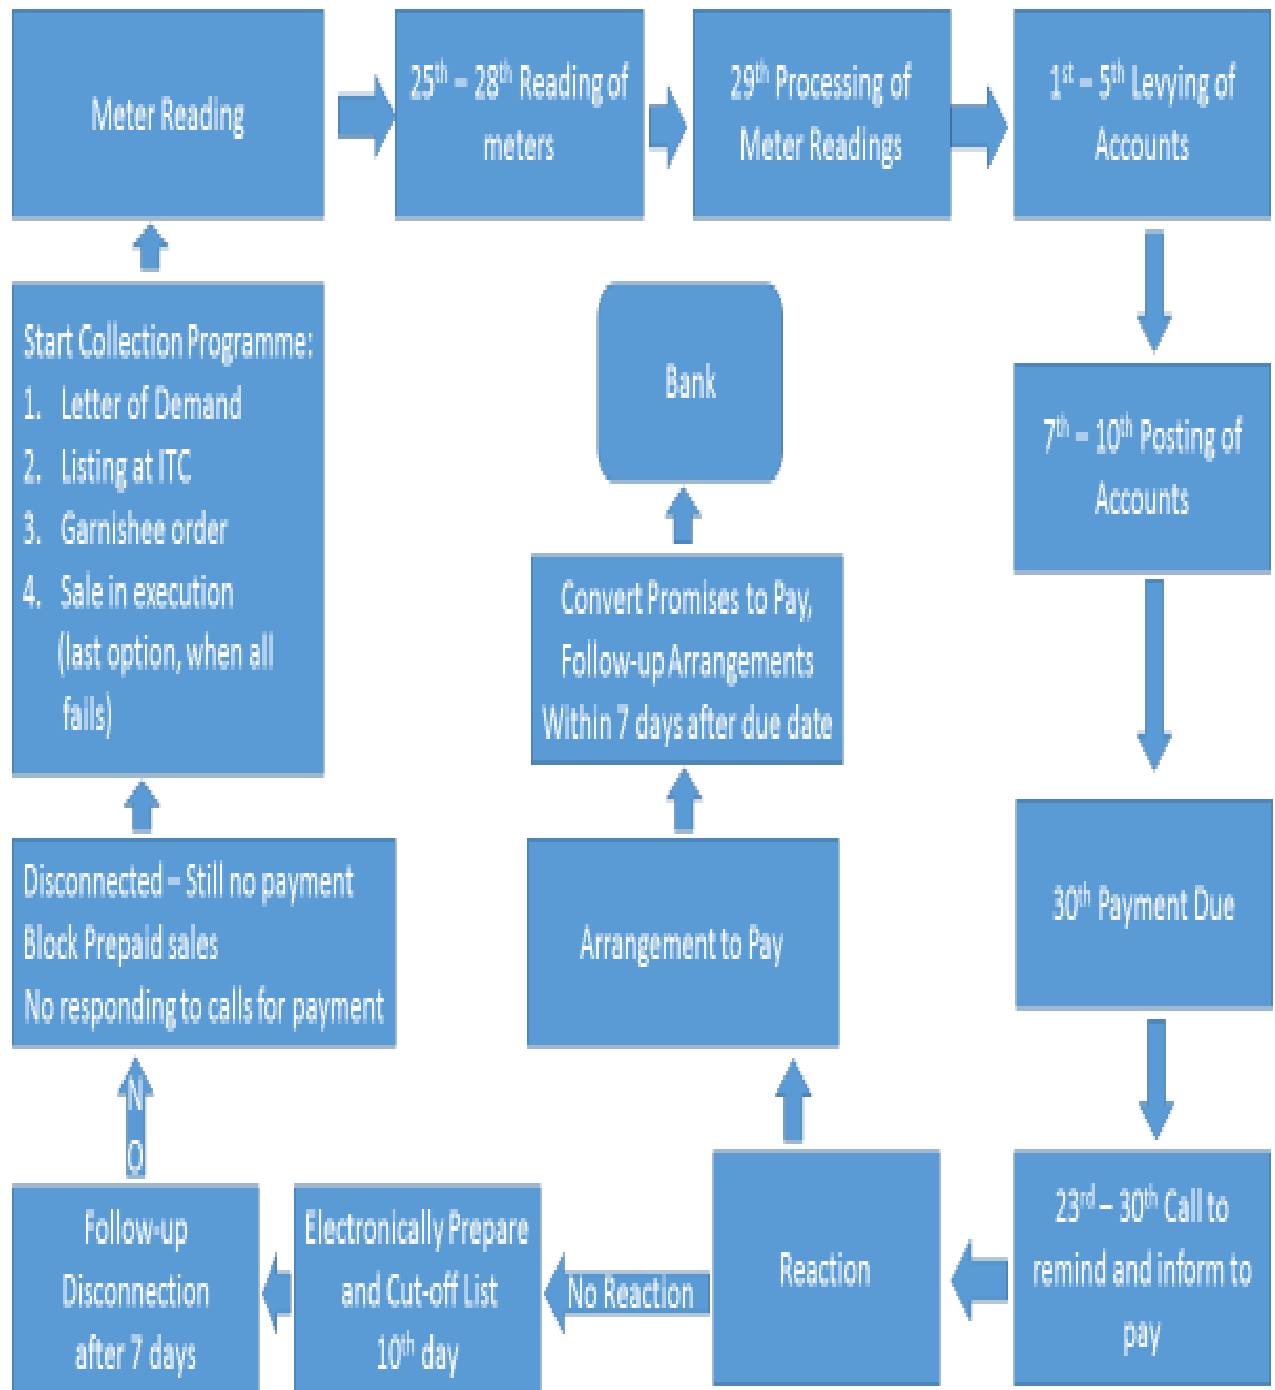 Meter Reading
25th – 28th Reading of
meters
29th Processing of
Meter Readings
1st – 5th Levying of
Accounts
7th – 10th Posting of
Accounts
30th Payment Due
23rd – 30th Call to
remind and inform to
pay
Reaction
Arrangement to Pay
Convert Promises to Pay,
Follow-up Arrangements
Within 7 days after due date
Bank
No Reaction
Electronically Prepare
and Cut-off List
10th day
Follow-up
Disconnection
after 7 days
N
O
Disconnected – Still no payment
Block Prepaid sales
No responding to calls for payment
Start Collection Programme:
1. Letter of Demand
2. Listing at ITC
3. Garnishee order
4. Sale in execution
(last option, when all
fails)